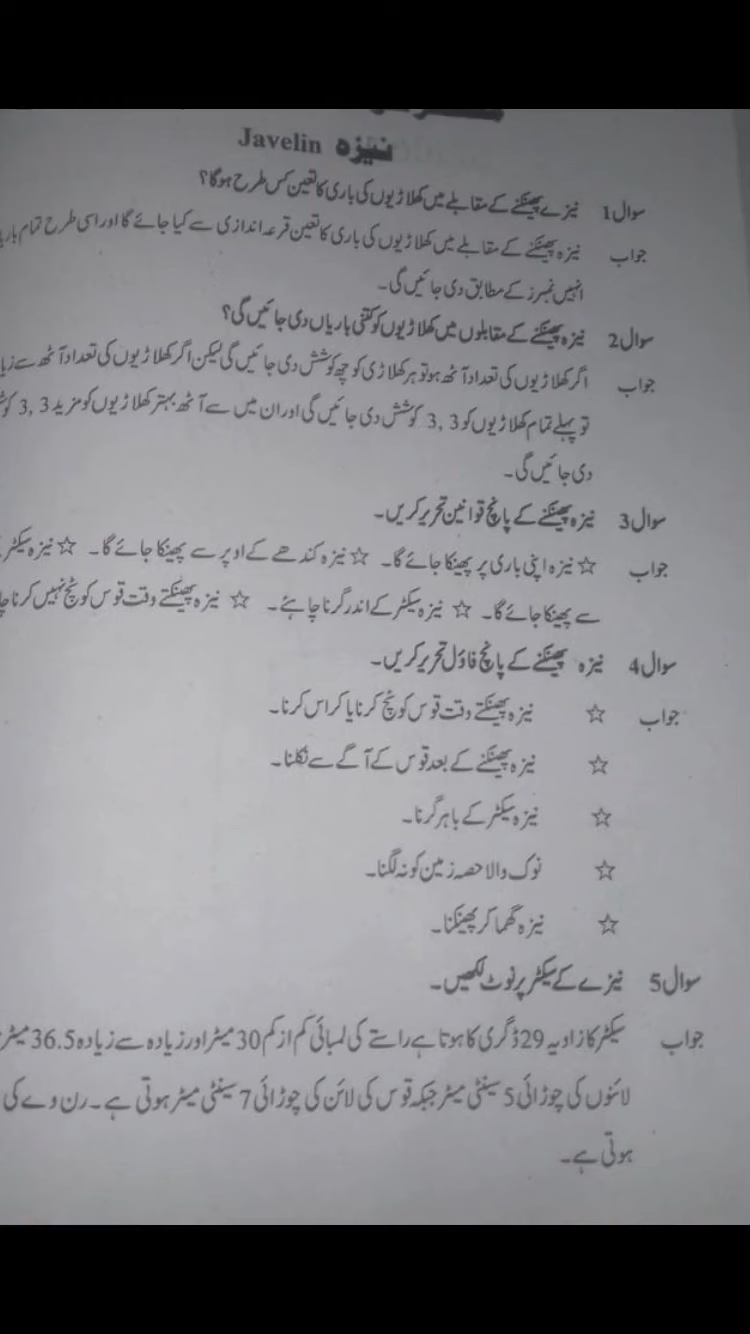 نیزہ Javelin
سوال 1 نیزے پھینکنے کے مقابلے میں کھلاڑیوں کی باری کا تعین کس طرح ہوگا؟
جواب نیزہ پھینکنے کے مقابلے میں کھلاڑیوں کی باری کا تعین قرعہ اندازی سے کیا جائے گا اور اسی طرح تمام
انہیں نمبرز کے مطابق دی جائیں گی۔
سوال 2 نیزہ پھینکنے کے مقابلوں میں کھلاڑیوں کو کتنی باریاں دی جائیں گی؟
جواب اگر کھلاڑیوں کی تعداد آٹھ ہو تو ہر کھلاڑی کو چھ کوشش دی جائیں گی لیکن اگر کھلاڑیوں کی تعداد آٹھ سے
تو پہلے تمام کھلاڑیوں کو 3,3 کوشش دی جائیں گی اور ان میں سے آٹھ بہتر کھلاڑیوں کو مزید 3,3
دی جائیں گی۔
سوال 3 نیزہ پھینکنے کے پانچ قوانین تحریر کریں۔
جواب ☆ نیزہ اپنی باری پر پھینکا جائے گا۔ ☆ نیزہ کندھے کے اوپر سے پھینکا جائے گا۔ ☆ نیزہ سیکٹر
سے پھینکا جائے گا۔ ☆ نیزہ سیکٹر کے اندر گرنا چاہئے۔ ☆ نیزہ پھینکتے وقت قوس کو ٹچ نہیں کرنا
سوال 4 نیزہ پھینکنے کے پانچ فاؤل تحریر کریں۔
جواب ☆ نیزہ پھینکتے وقت قوس کو ٹچ کرنا یا کراس کرنا۔
☆ نیزہ پھینکنے کے بعد قوس کے آگے سے نکلنا۔
☆ نیزہ سیکٹر کے باہر گرنا۔
☆ نوک والا حصہ زمین کو نہ لگنا۔
☆ نیزہ گھما کر پھینکنا۔
سوال 5 نیزے کے سیکٹر پر نوٹ لکھیں۔
جواب سیکٹر کا زاویہ 29 ڈگری کا ہوتا ہے راستے کی لمبائی کم از کم 30 میٹر اور زیادہ سے زیادہ 36.5 میٹر
لائنوں کی چوڑائی 5 سینٹی میٹر جبکہ قوس کی لائن کی چوڑائی 7 سینٹی میٹر ہوتی ہے۔ رن وے کی
ہوتی ہے۔